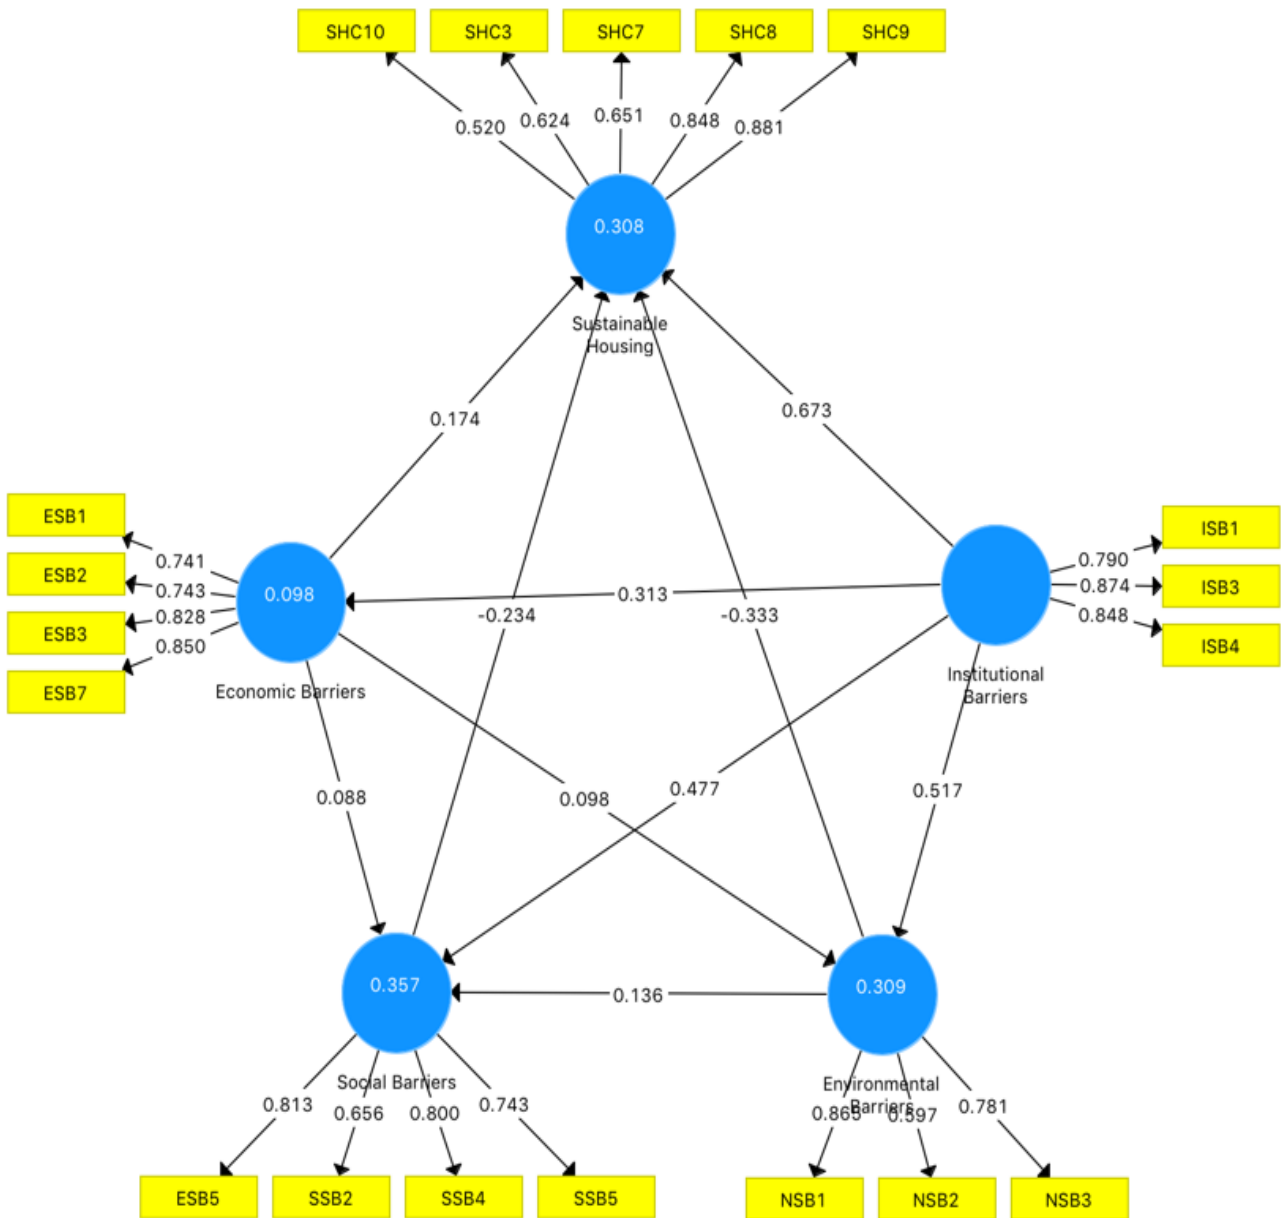 SHC10 SHC3 SHC7 SHC8 SHC9
0.520 0.624 0.651 0.848 0.881
0.308
Sustainable
Housing
0.174 0.673
ESB1
ESB2
ESB3
ESB7
0.741
0.743
0.828
0.850
0.098
Economic Barriers
0.313
-0.234 -0.333
ISB1
ISB3
ISB4
0.790
0.874
0.848
Institutional
Barriers
0.088 0.098 0.477 0.517
0.357
0.136
0.309
Social Barriers
Environmental
Barriers
0.813 0.656 0.800 0.743
0.865 0.597 0.781
ESB5 SSB2 SSB4 SSB5
NSB1 NSB2 NSB3